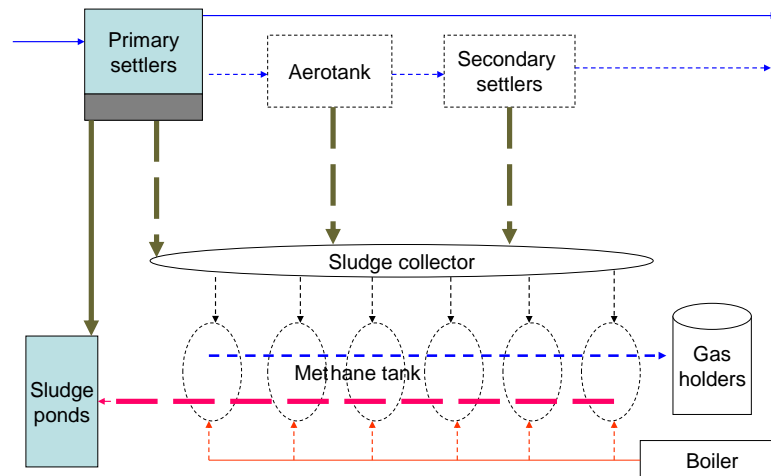 Primary
settlers
Aerotank
Secondary
settlers
Sludge collector
Methane tank
Gas
holders
Sludge
ponds
Boiler